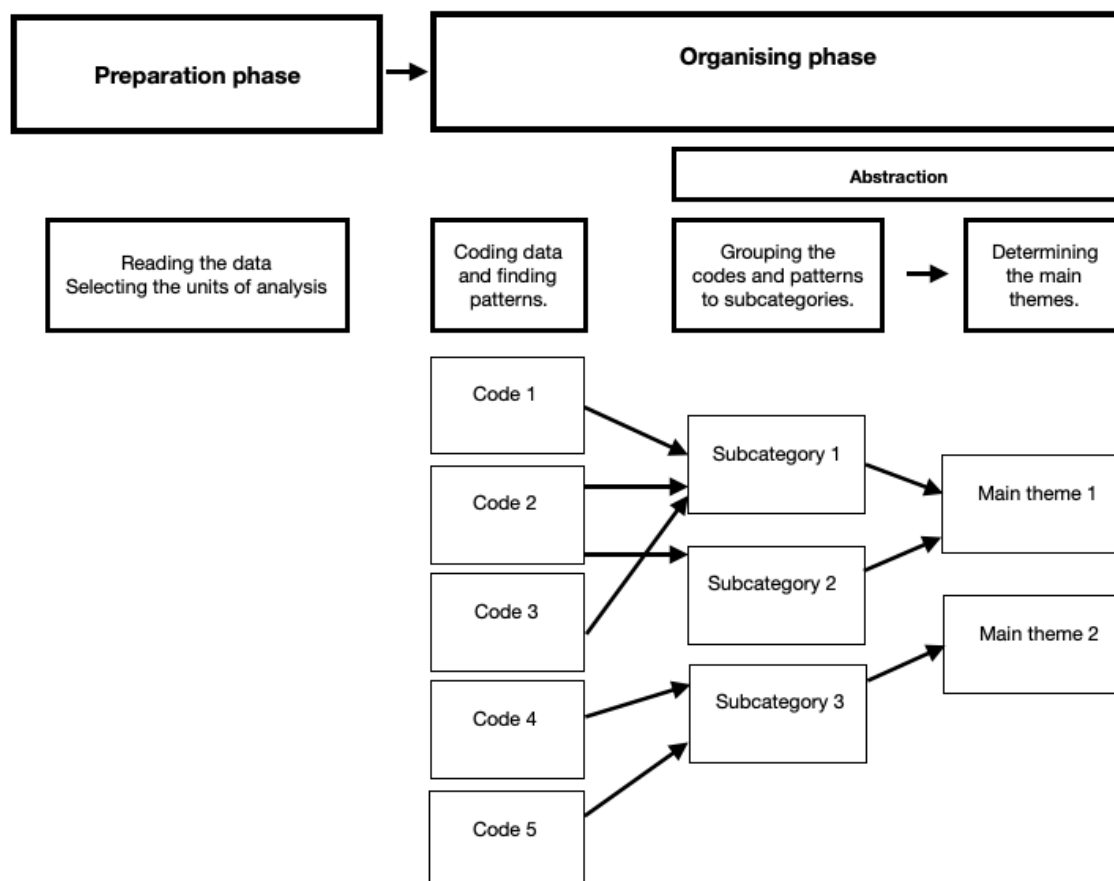 Preparation phase
Organising phase
Abstraction
Reading the data
Selecting the units of analysis
Coding data
and finding
patterns.
Grouping the
codes and patterns
to subcategories.
Determining
the main
themes.
Code 1
Code 2
Code 3
Code 4
Code 5
Subcategory 1
Subcategory 2
Subcategory 3
Main theme 1
Main theme 2